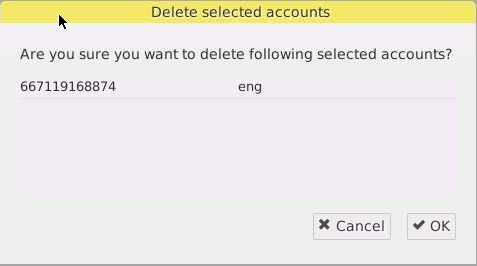 Delete selected accounts
Are you sure you want to delete following selected accounts?
667119168874 eng
Cancel OK